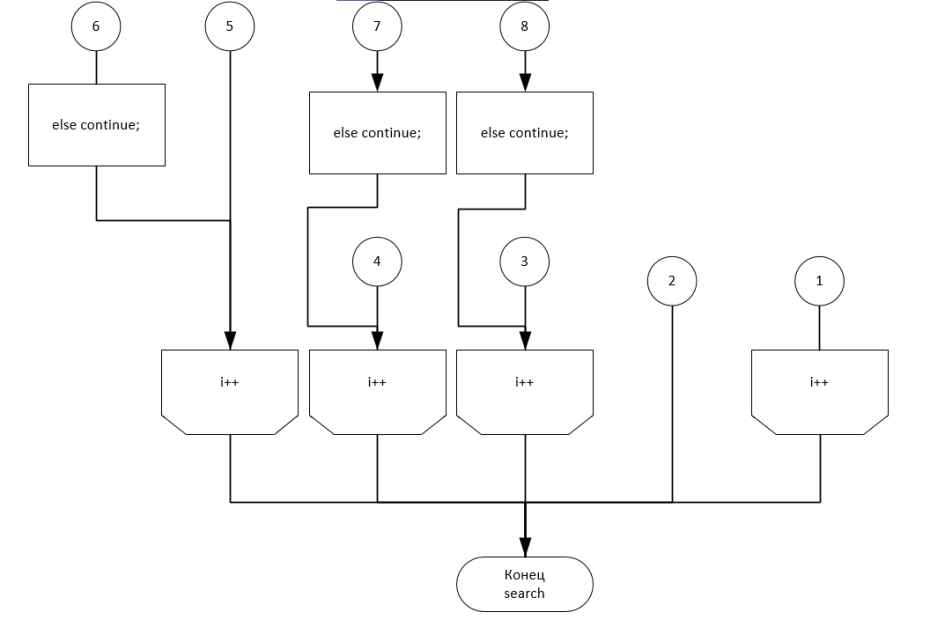 6
5
7
8
else continue;
else continue;
else continue;
4
3
2
1
i++
i++
i++
i++
Конец
search